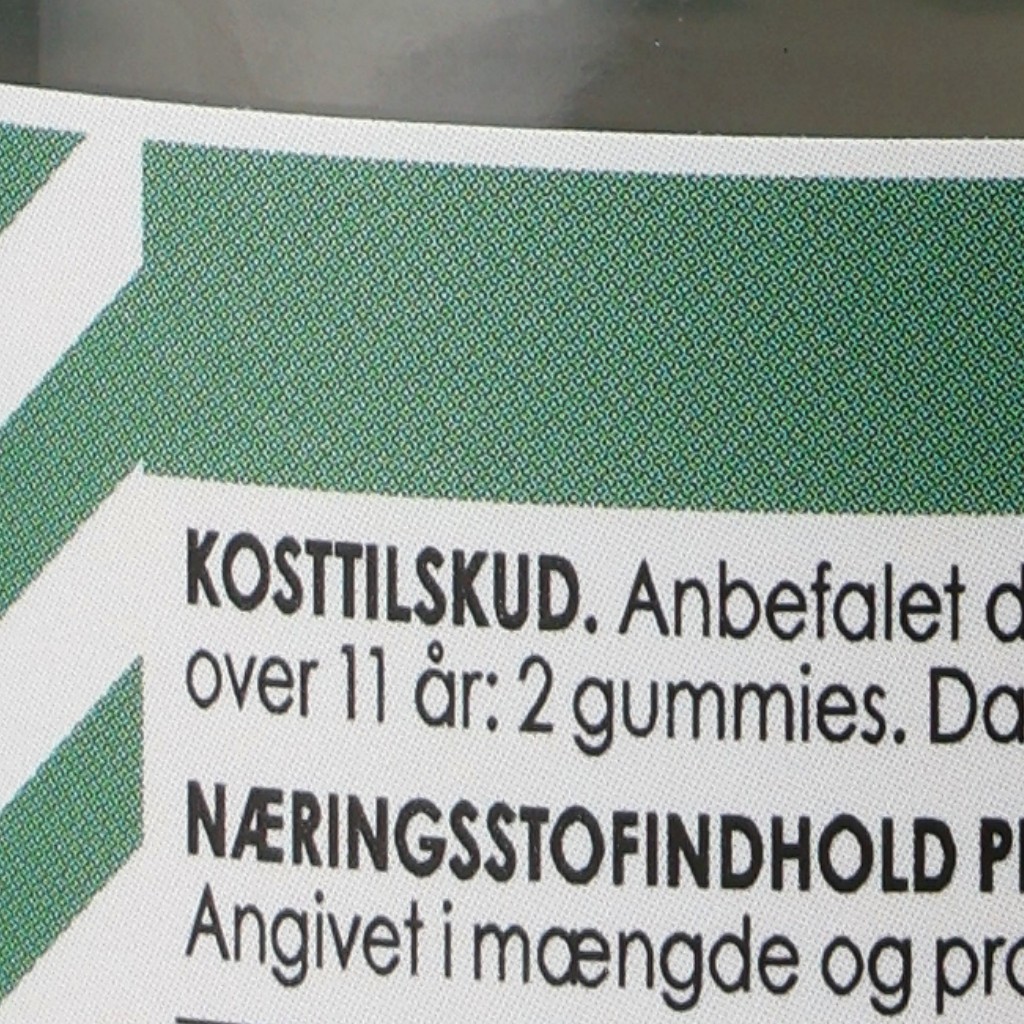 KOSTTILSKUD. Anbefalet
over 11 år: 2 gummies.
NÆRINGSSTOFINDHOLD
Angivet i mængde og